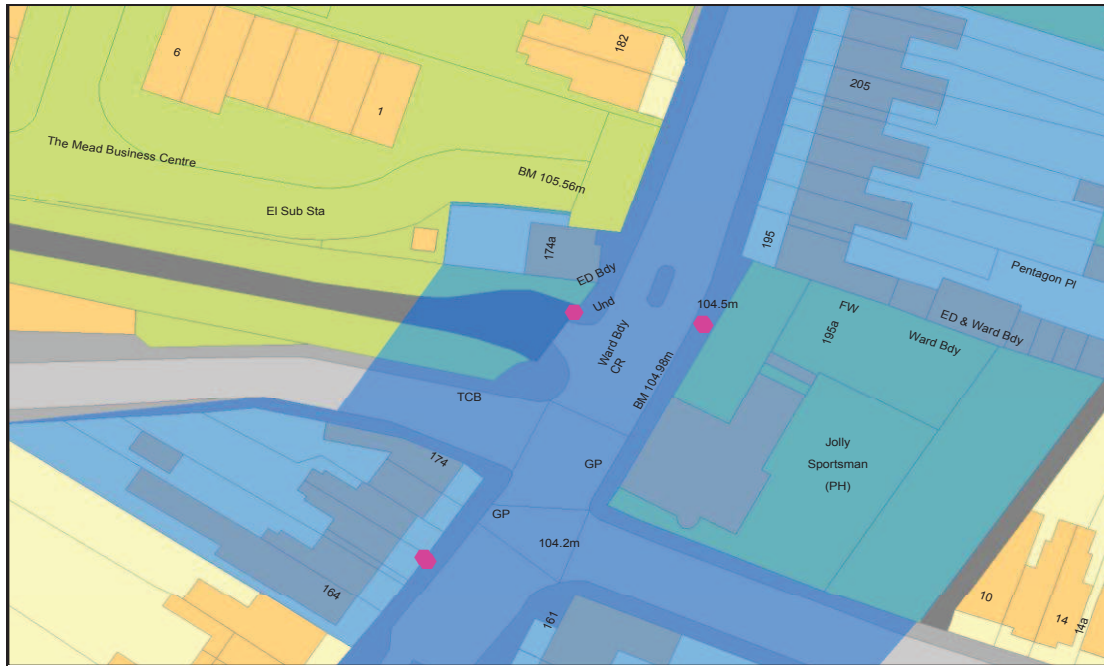 182
6
1
205
The Mead Business Centre
BM 105.56m
El Sub Sta
174a
195
ED Bdy
Pentagon Pl
Und
104.5m
FW
195a
ED & Ward Bdy
Ward Bdy
Ward Bdy
CR
BM 104.98m
TCB
Jolly
Sportsman
(PH)
174
GP
GP
104.2m
164
161
10
14
14a